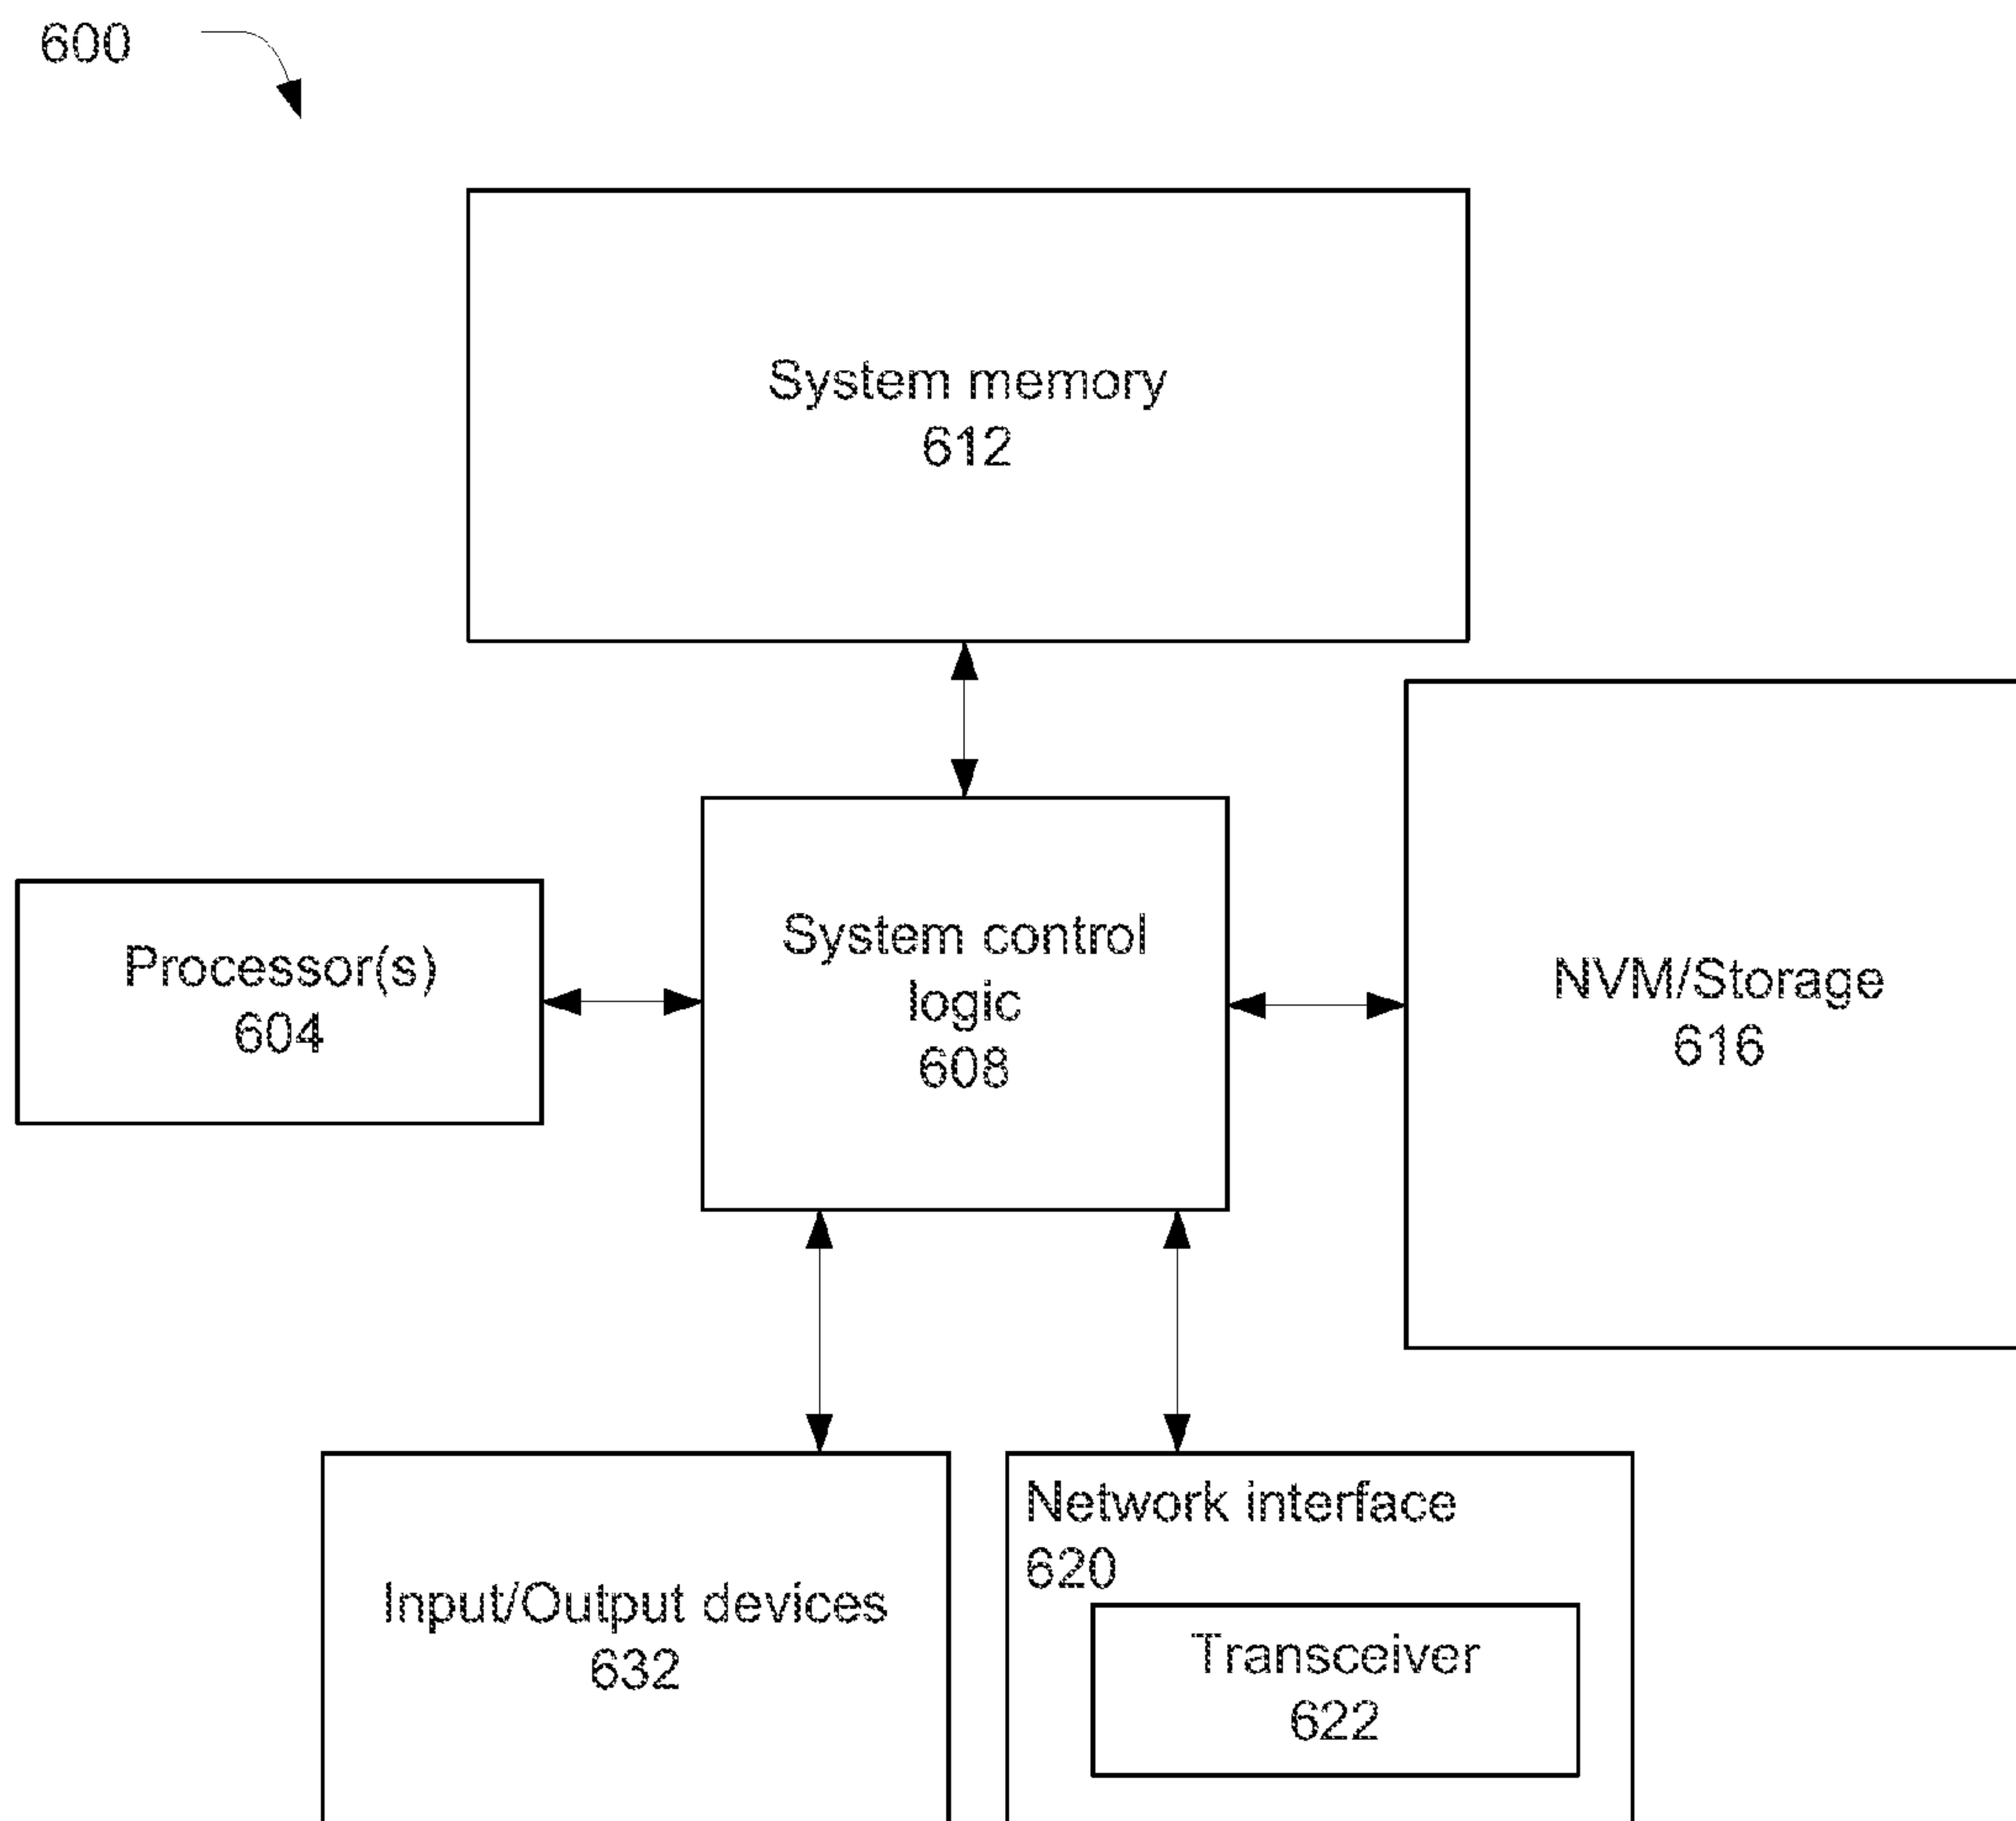 600
System memory
612
Processor(s)
604
System control
logic
608
NVM/Storage
616
Input/Output devices
632
Network interface
620
Transceiver
622